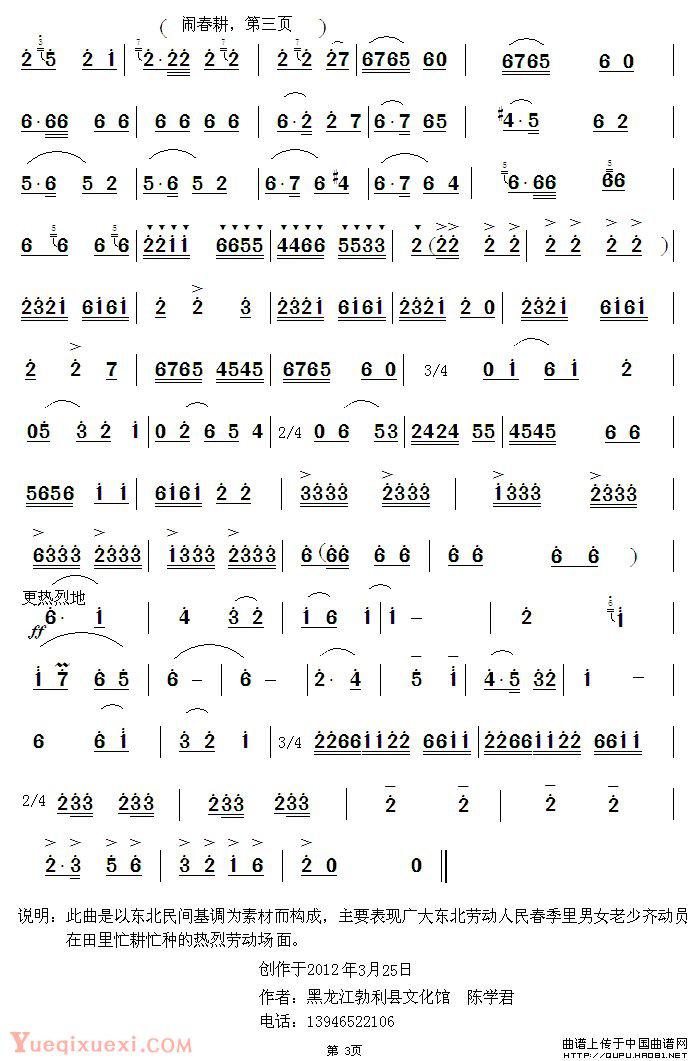 （ 闹春耕，第三页 ）
2 5 2 1 | 2·22 2 2 | 2 2 27 | 6765 60 | 6765 6 0 |
6·66 6 6 | 6 6 6 6 | 6·2 2 7 | 6·7 65 | #4·5 6 2 |
5·6 5 2 | 5·6 5 2 | 6·7 6 #4 | 6·7 6 4 | 6·66 66 |
6 6 6 6 | 2211 6655 | 4466 5533 | 2 (22 2 2 | 2 2 2 2 ) |
2321 6161 | 2 2 3 | 2321 6161 | 2321 2 0 | 2321 6161 |
2 2 7 | 6765 4545 | 6765 6 0 | 3/4 0 1 6 1 2 |
05 3 2 1 | 0 2 6 5 4 | 2/4 0 6 53 | 2424 55 | 4545 6 6 |
5656 1 1 | 6161 2 2 | 3333 2333 | 1333 2333 |
6333 2333 | 1333 2333 | 6 (66 6 6 | 6 6 6 6 ) |
更热烈地
ff 6· 1 | 4 3 2 | 1 6 1 | 1 – | 2 1 |
1 7 6 5 | 6 – | 6 – | 2· 4 | 5 1 | 4·5 32 | 1 – |
6 6 1 | 3 2 1 | 3/4 22661122 6611 | 22661122 6611 |
2/4 233 233 | 233 233 | 2 2 | 2 2 |
2·3 5 6 | 3 2 1 6 | 2 0 0 ‖
说明：此曲是以东北民间基调为素材而构成，主要表现广大东北劳动人民春季里男女老少齐动员
在田里忙耕忙种的热烈劳动场面。
创作于2012年3月25日
作者：黑龙江勃利县文化馆 陈学君
电话：13946522106
曲谱上传于中国曲谱网
Yueqixuexi.com
第 3页
HTTP://QUPU.HAO81.NET